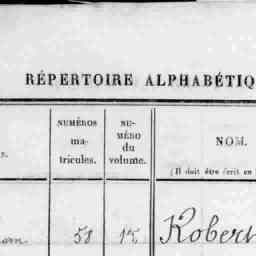 RÉPERTOIRE ALPHABÉTIQ
NUMÉROS
ma-
tricules.
NU-
MÉRO
du
volume.
NOM.
(Il doit être écrit en
58 15 Robert